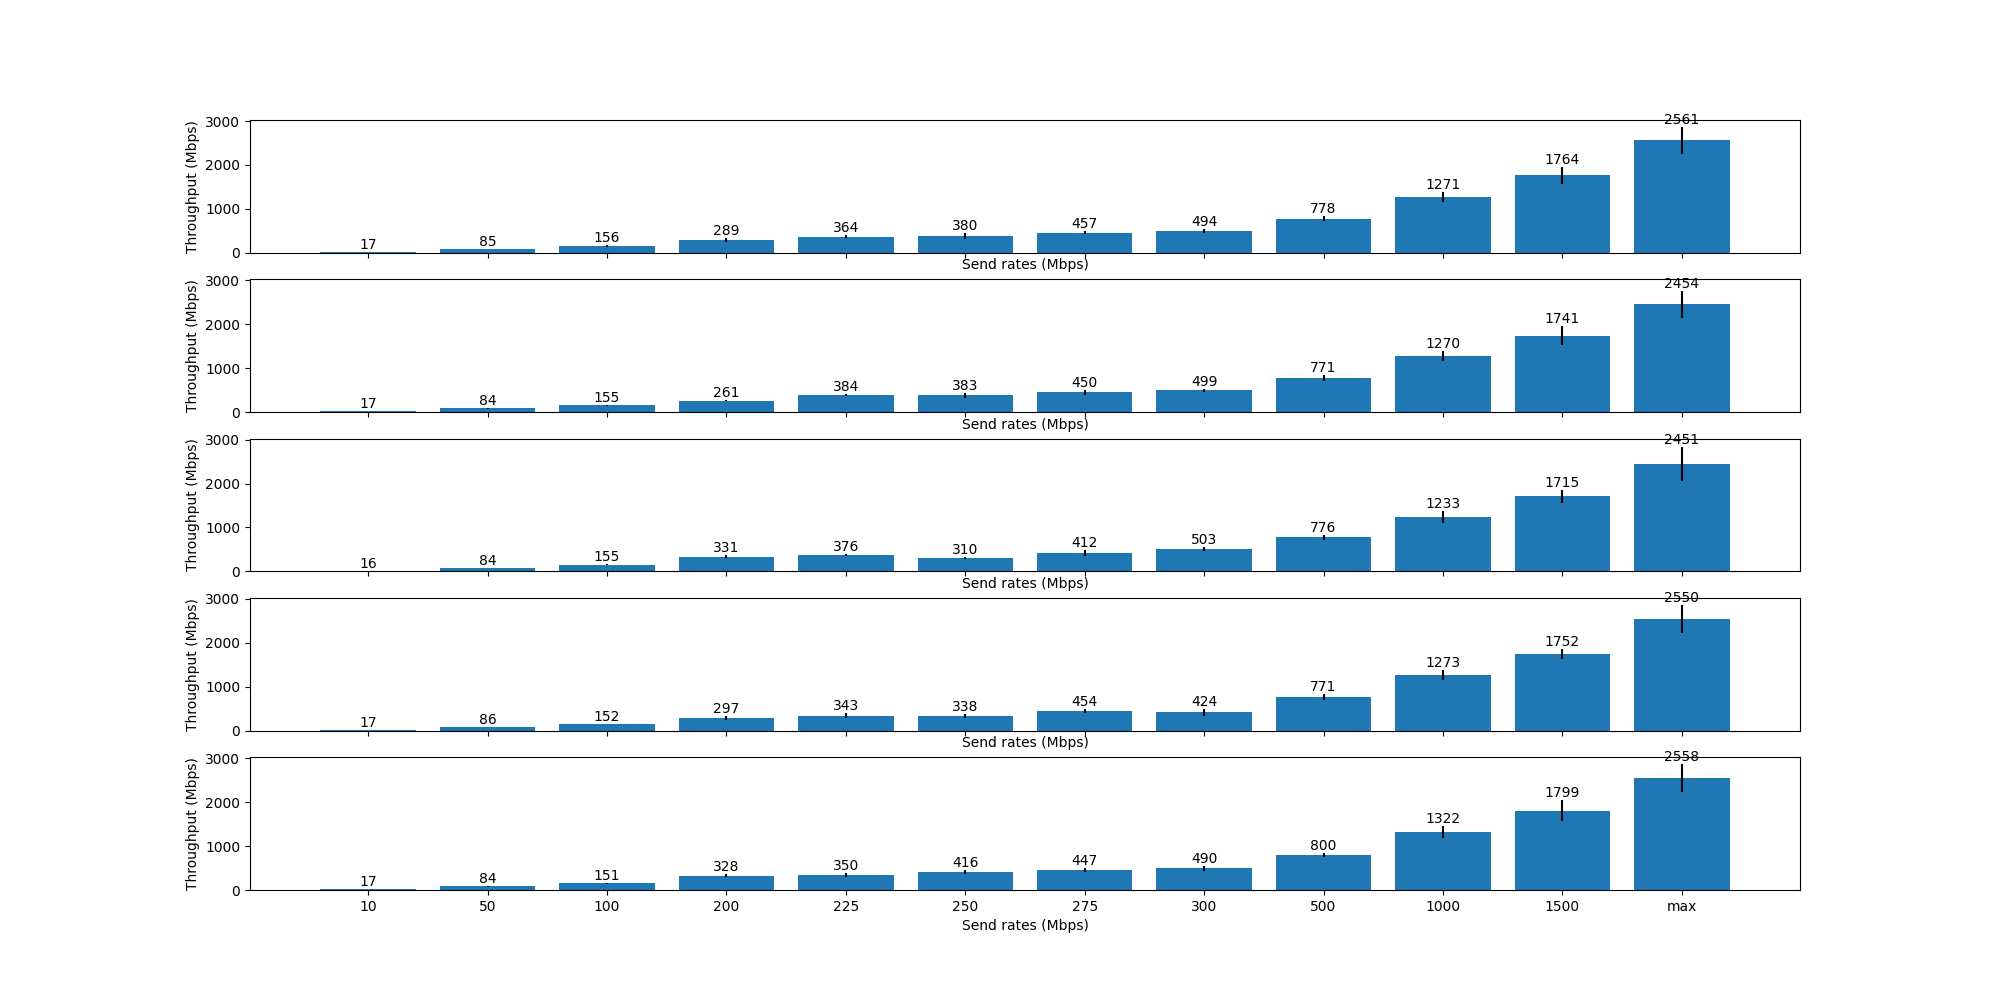 3000
2000
1000
0
Throughput (Mbps)
17 85 156 289 364 380 457 494 778 1271 1764 2561
Send rates (Mbps)
3000
2000
1000
0
Throughput (Mbps)
17 84 155 261 384 383 450 499 771 1270 1741 2454
Send rates (Mbps)
3000
2000
1000
0
Throughput (Mbps)
16 84 155 331 376 310 412 503 776 1233 1715 2451
Send rates (Mbps)
3000
2000
1000
0
Throughput (Mbps)
17 86 152 297 343 338 454 424 771 1273 1752 2550
Send rates (Mbps)
3000
2000
1000
0
Throughput (Mbps)
17 84 151 328 350 416 447 490 800 1322 1799 2558
10 50 100 200 225 250 275 300 500 1000 1500 max
Send rates (Mbps)